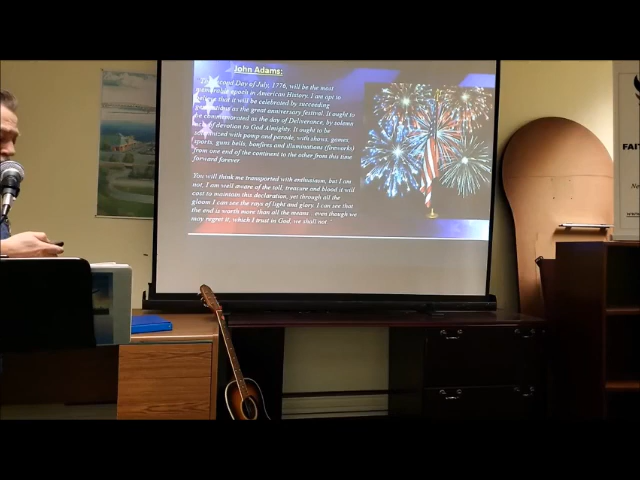 John Adams:
The Second Day of July, 1776, will be the most
memorable epoch in American History. I am apt to
believe that it will be celebrated by succeeding
generations as the great anniversary festival. It ought to
be commemorated as the day of Deliverance, by solemn
acts of devotion to God Almighty. It ought to be
solemnized with pomp and parade, with shows, games,
sports, guns bells, bonfires and illuminations (fireworks)
from one end of the continent to the other from this time
forward forever
You will think me transported with enthusiasm, but I am
not. I am well aware of the toil, treasure and blood it will
cost to maintain this declaration, yet through all the
gloom I can see the rays of light and glory. I can see that
the end is worth more than all the means... even though we
may regret it, which I trust to God, we shall not
FAIT